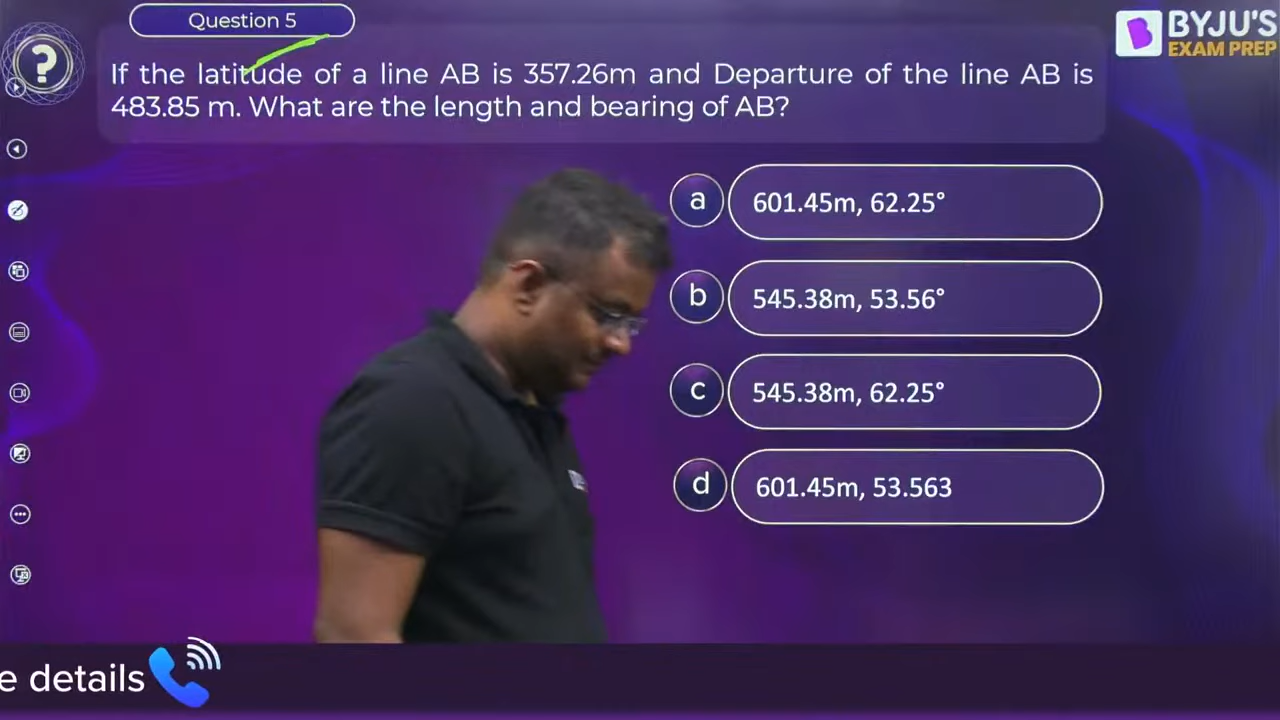 Question 5
BYJU'S
EXAM PREP
?
If the latitude of a line AB is 357.26m and Departure of the line AB is
483.85 m. What are the length and bearing of AB?
a 601.45m, 62.25°
b 545.38m, 53.56°
c 545.38m, 62.25°
d 601.45m, 53.563
e details